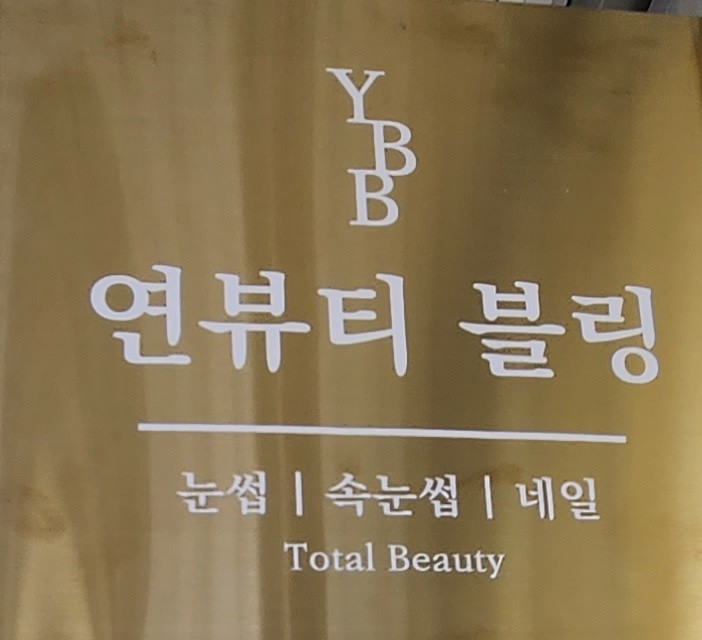 Y
B
B
연뷰티 블링
눈썹 | 속눈썹 | 네일
Total Beauty